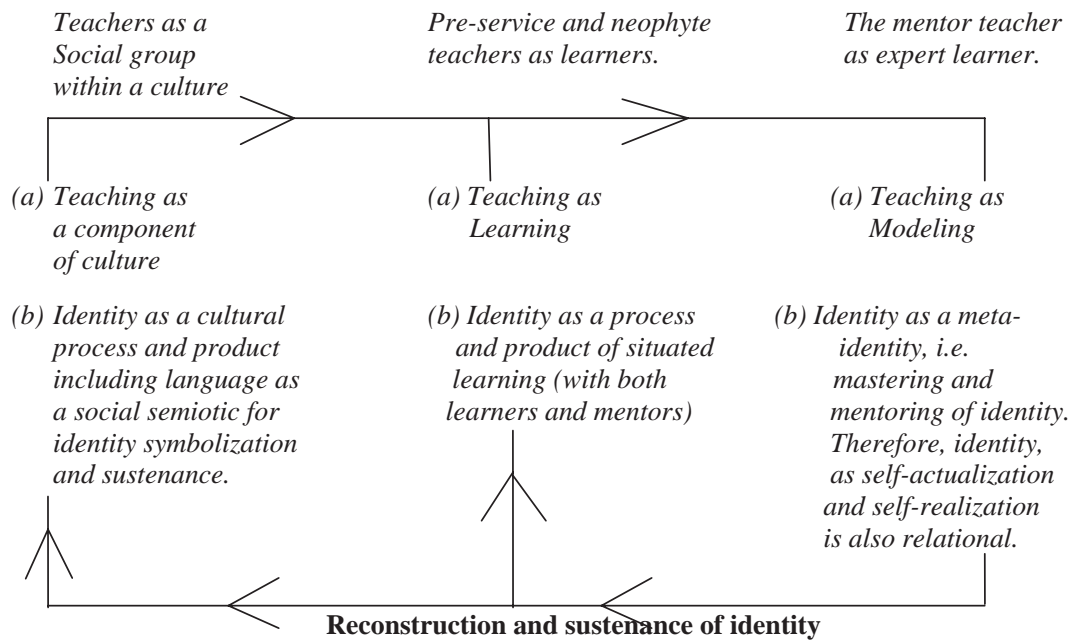 Teachers as a
Social group
within a culture
Pre-service and neophyte
teachers as learners.
The mentor teacher
as expert learner.
(a) Teaching as
a component
of culture
(a) Teaching as
Learning
(a) Teaching as
Modeling
(b) Identity as a cultural
process and product
including language as
a social semiotic for
identity symbolization
and sustenance.
(b) Identity as a process
and product of situated
learning (with both
learners and mentors)
(b) Identity as a meta-
identity, i.e.
mastering and
mentoring of identity.
Therefore, identity,
as self-actualization
and self-realization
is also relational.
Reconstruction and sustenance of identity